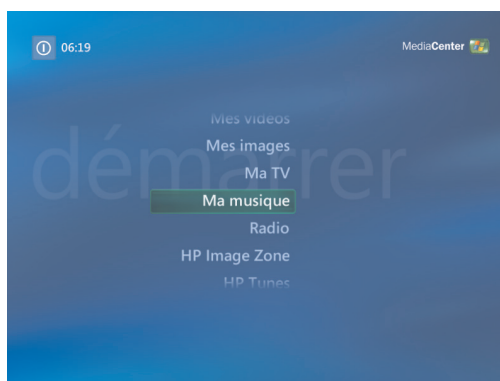 06:19
MediaCenter
Mes vidéos
Mes images
démarrer
Ma TV
Ma musique
Radio
HP Image Zone
HP Tunes